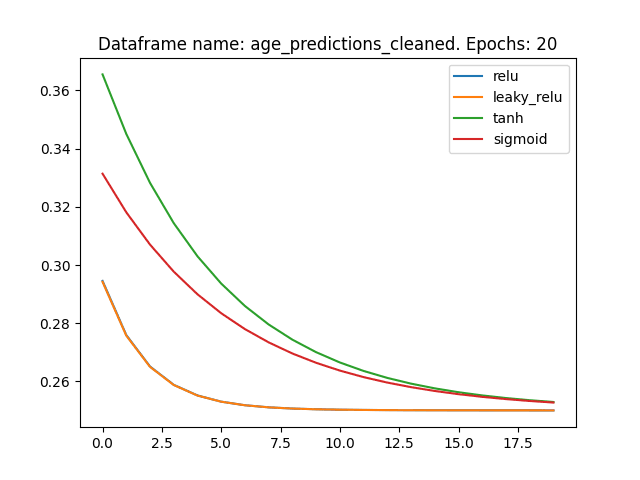 Dataframe name: age_predictions_cleaned. Epochs: 20
relu
leaky_relu
tanh
sigmoid
0.36
0.34
0.32
0.30
0.28
0.26
0.0 2.5 5.0 7.5 10.0 12.5 15.0 17.5